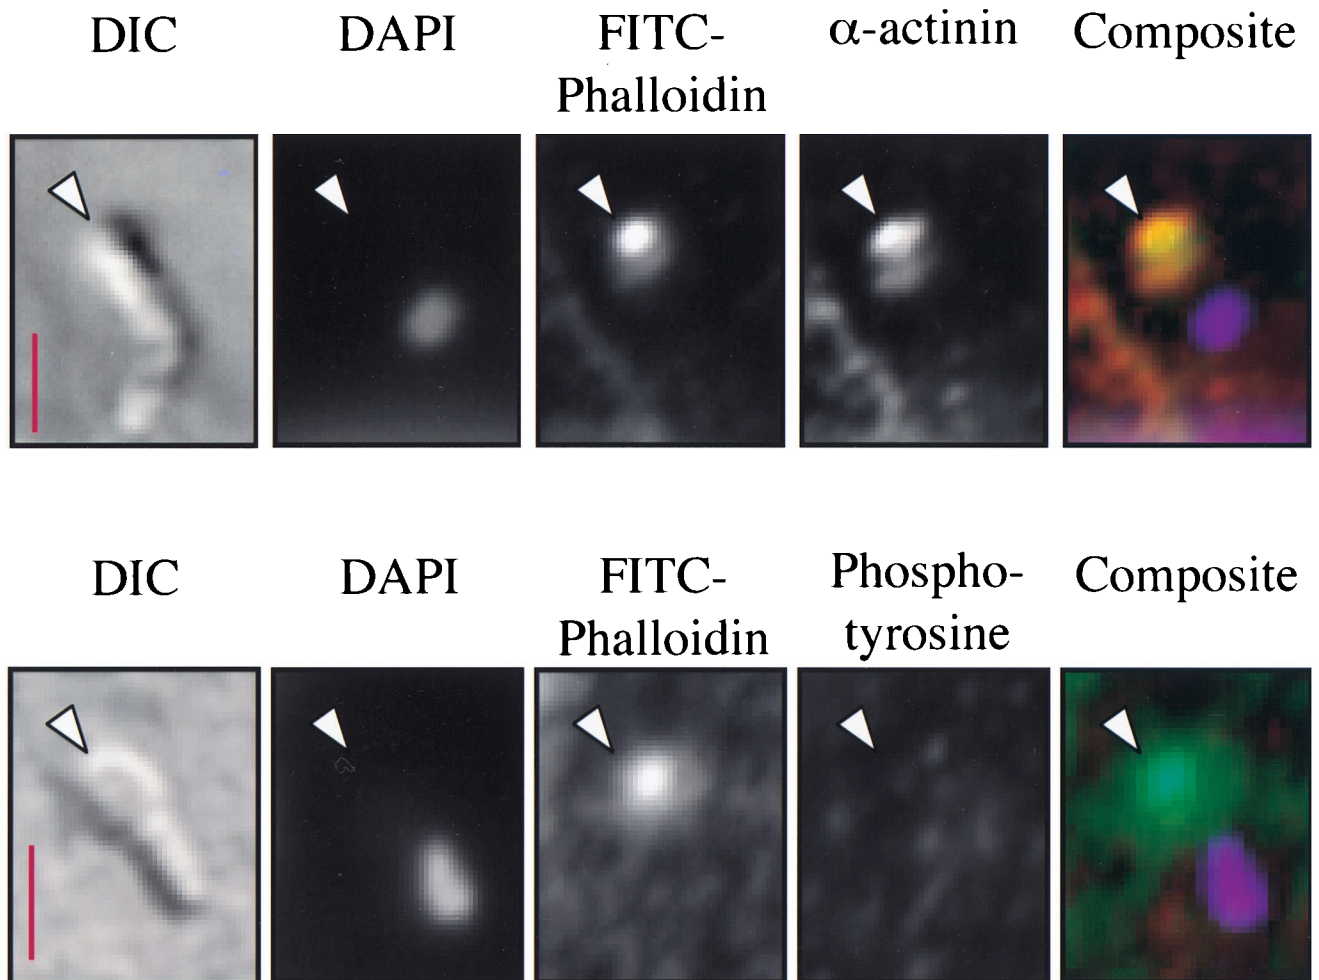 DIC DAPI FITC- α-actinin Composite
Phalloidin
DIC DAPI FITC- Phospho- Composite
Phalloidin tyrosine